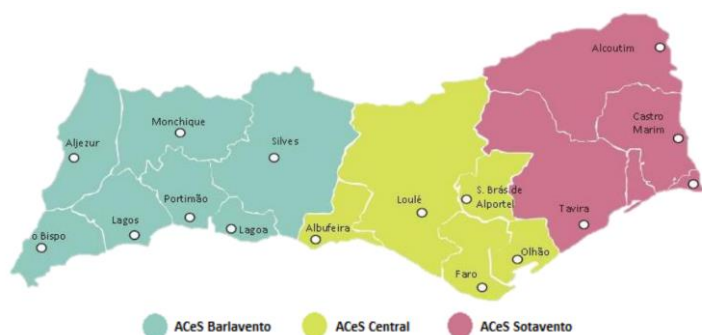 Alcoutim
Castro
Marim
Monchique
Aljezur
Silves
Portimão
S. Brás de
Alportel
Lagos
Lagoa
Albufeira
Loulé
Tavira
o Bispo
Olhão
Faro
ACeS Barlavento
ACeS Central
ACeS Sotavento